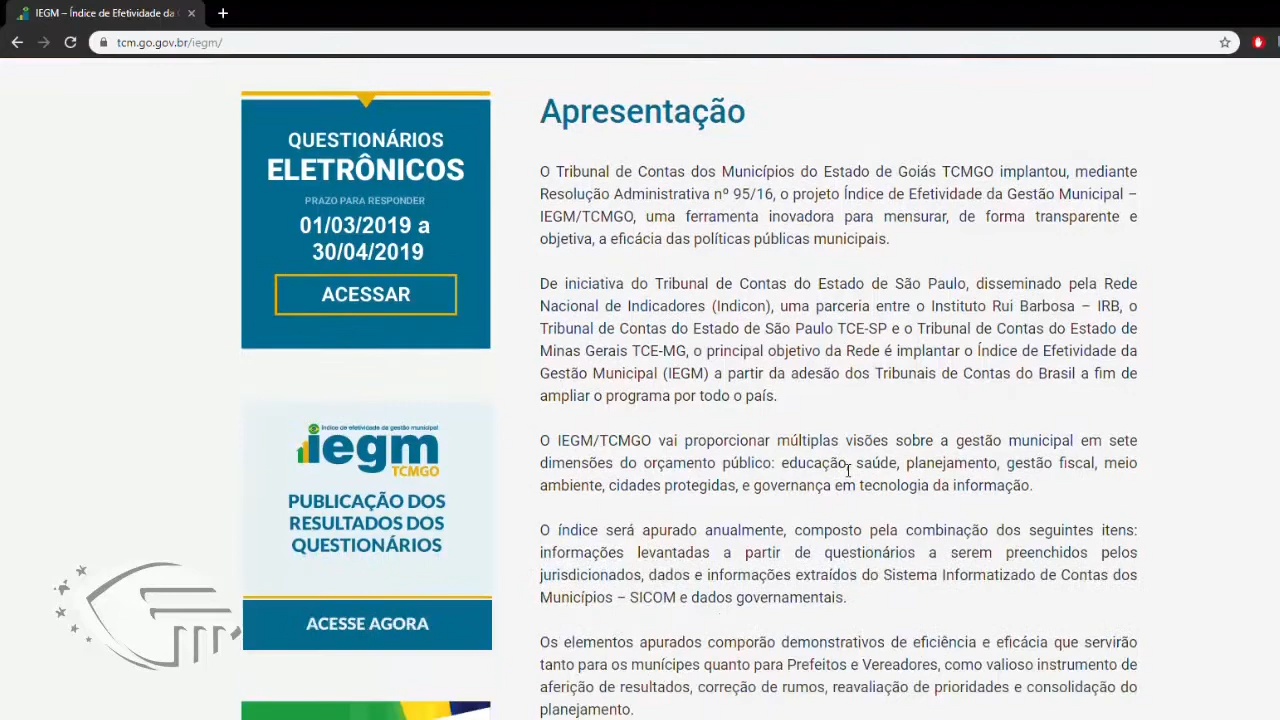 IEGM – Índice de Efetividade da
tcm.go.gov.br/iegm/
QUESTIONÁRIOS
ELETRÔNICOS
PRAZO PARA RESPONDER
01/03/2019 a
30/04/2019
ACESSAR
índice de efetividade da gestão municipal
iegm
TCMGO
PUBLICAÇÃO DOS
RESULTADOS DOS
QUESTIONÁRIOS
ACESSE AGORA
Apresentação
O Tribunal de Contas dos Municípios do Estado de Goiás TCMGO implantou, mediante
Resolução Administrativa nº 95/16, o projeto Índice de Efetividade da Gestão Municipal –
IEGM/TCMGO, uma ferramenta inovadora para mensurar, de forma transparente e
objetiva, a eficácia das políticas públicas municipais.
De iniciativa do Tribunal de Contas do Estado de São Paulo, disseminado pela Rede
Nacional de Indicadores (Indicon), uma parceria entre o Instituto Rui Barbosa – IRB, o
Tribunal de Contas do Estado de São Paulo TCE-SP e o Tribunal de Contas do Estado de
Minas Gerais TCE-MG, o principal objetivo da Rede é implantar o Índice de Efetividade da
Gestão Municipal (IEGM) a partir da adesão dos Tribunais de Contas do Brasil a fim de
ampliar o programa por todo o país.
O IEGM/TCMGO vai proporcionar múltiplas visões sobre a gestão municipal em sete
dimensões do orçamento público: educação, saúde, planejamento, gestão fiscal, meio
ambiente, cidades protegidas, e governança em tecnologia da informação.
O índice será apurado anualmente, composto pela combinação dos seguintes itens:
informações levantadas a partir de questionários a serem preenchidos pelos
jurisdicionados, dados e informações extraídos do Sistema Informatizado de Contas dos
Municípios – SICOM e dados governamentais.
Os elementos apurados comporão demonstrativos de eficiência e eficácia que servirão
tanto para os munícipes quanto para Prefeitos e Vereadores, como valioso instrumento de
aferição de resultados, correção de rumos, reavaliação de prioridades e consolidação do
planejamento.